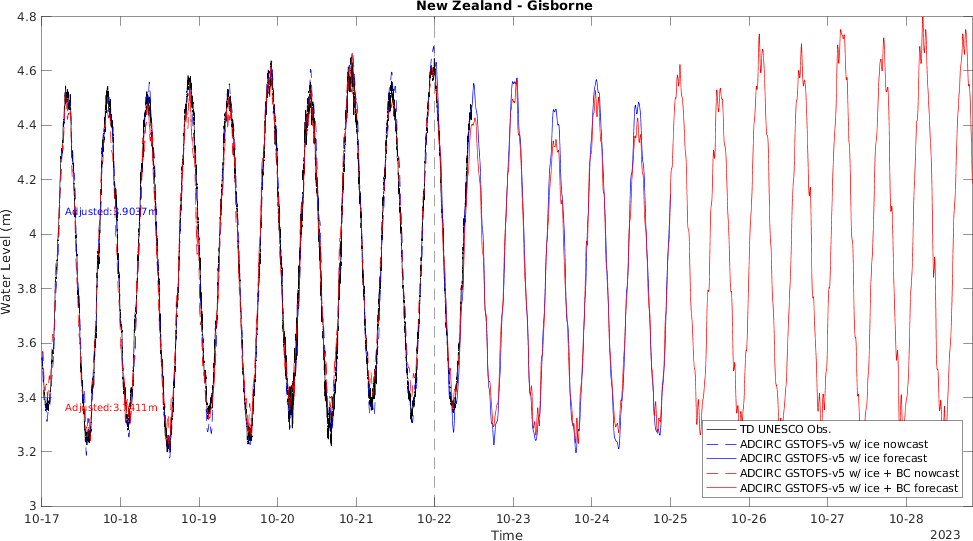 New Zealand - Gisborne
4.8
4.6
4.4
4.2
4
3.8
3.6
3.4
3.2
3
Water Level (m)
Adjusted:3.9037m
TD UNESCO Obs.
ADCIRC GSTOFS-v5 w/ ice nowcast
ADCIRC GSTOFS-v5 w/ ice forecast
ADCIRC GSTOFS-v5 w/ ice + BC nowcast
ADCIRC GSTOFS-v5 w/ ice + BC forecast
10-17 10-18 10-19 10-20 10-21 10-22 10-23 10-24 10-25 10-26 10-27 10-28
Time
2023